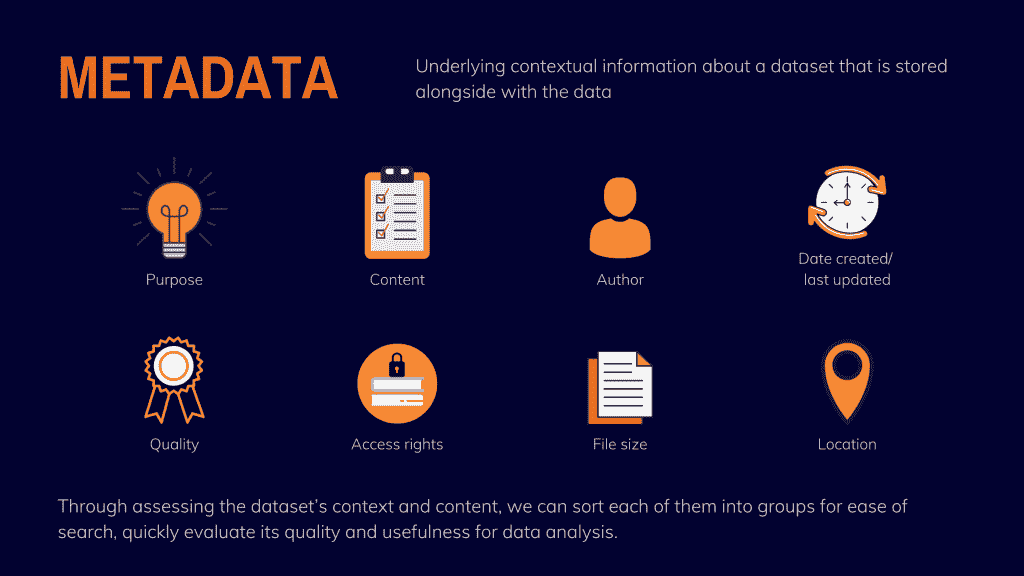 METADATA
Underlying contextual information about a dataset that is stored
alongside with the data
Purpose
Content
Author
Date created/
last updated
Quality
Access rights
File size
Location
Through assessing the dataset's context and content, we can sort each of them into groups for ease of
search, quickly evaluate its quality and usefulness for data analysis.